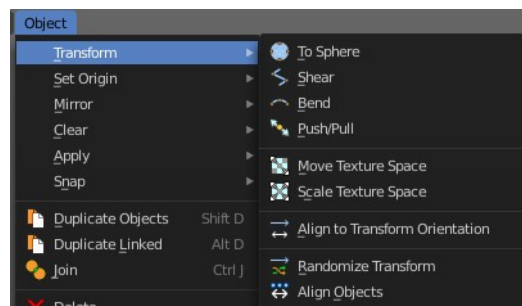 Object
Transform
Set Origin
Mirror
Clear
Apply
Snap
Duplicate Objects Shift D
Duplicate Linked Alt D
Join Ctrl J
Delete
To Sphere
Shear
Bend
Push/Pull
Move Texture Space
Scale Texture Space
Align to Transform Orientation
Randomize Transform
Align Objects